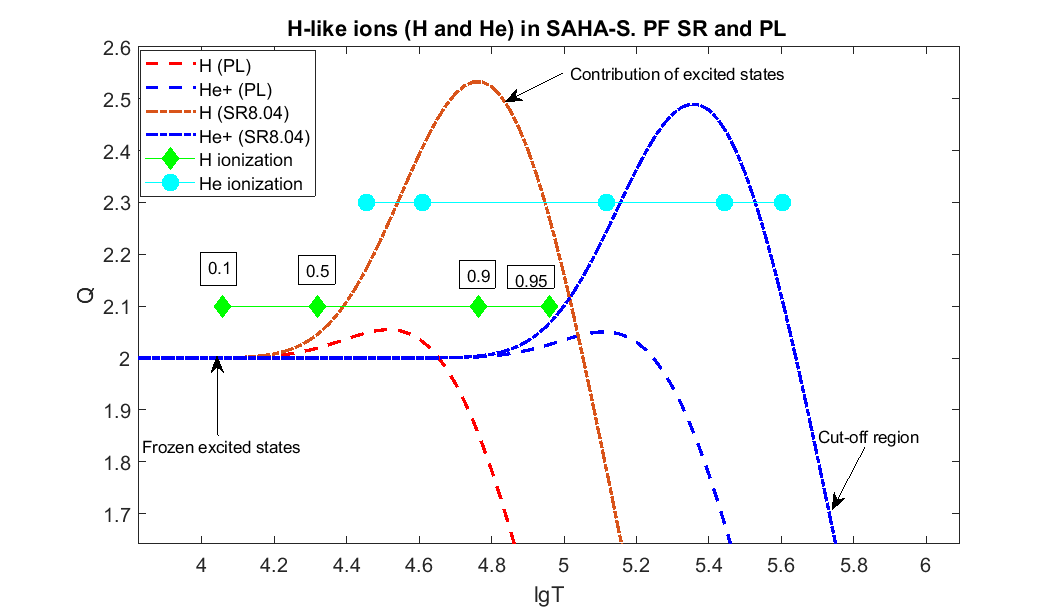 H-like ions (H and He) in SAHA-S. PF SR and PL
2.6
2.5
2.4
2.3
2.2
2.1
2
1.9
1.8
1.7
Q
H (PL)
He+ (PL)
H (SR8.04)
He+ (SR8.04)
H ionization
He ionization
Contribution of excited states
0.1
0.5
0.9
0.95
Frozen excited states
Cut-off region
4 4.2 4.4 4.6 4.8 5 5.2 5.4 5.6 5.8 6
lgT